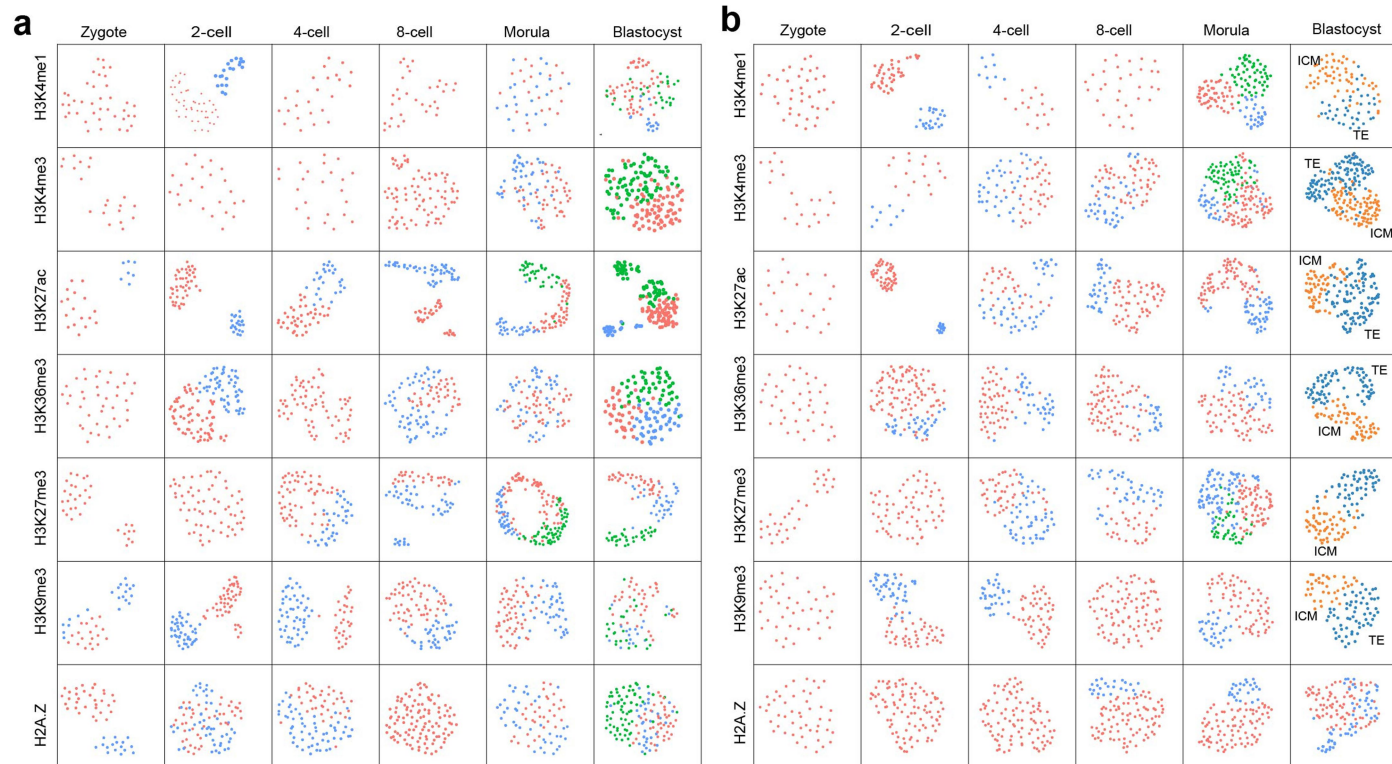 a
Zygote 2-cell 4-cell 8-cell Morula Blastocyst
H3K4me1
H3K4me3
H3K27ac
H3K36me3
H3K27me3
H3K9me3
H2A.Z
b
Zygote 2-cell 4-cell 8-cell Morula Blastocyst
H3K4me1
ICM
TE
H3K4me3
TE
ICM
H3K27ac
ICM
TE
H3K36me3
TE
ICM
H3K27me3
ICM
H3K9me3
ICM
TE
H2A.Z